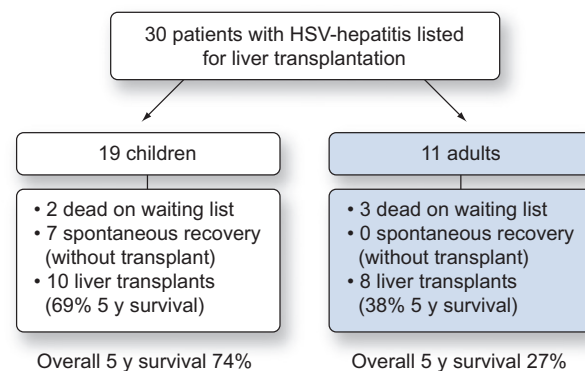 30 patients with HSV-hepatitis listed
for liver transplantation
19 children
• 2 dead on waiting list
• 7 spontaneous recovery
(without transplant)
• 10 liver transplants
(69% 5 y survival)
Overall 5 y survival 74%
11 adults
• 3 dead on waiting list
• 0 spontaneous recovery
(without transplant)
• 8 liver transplants
(38% 5 y survival)
Overall 5 y survival 27%